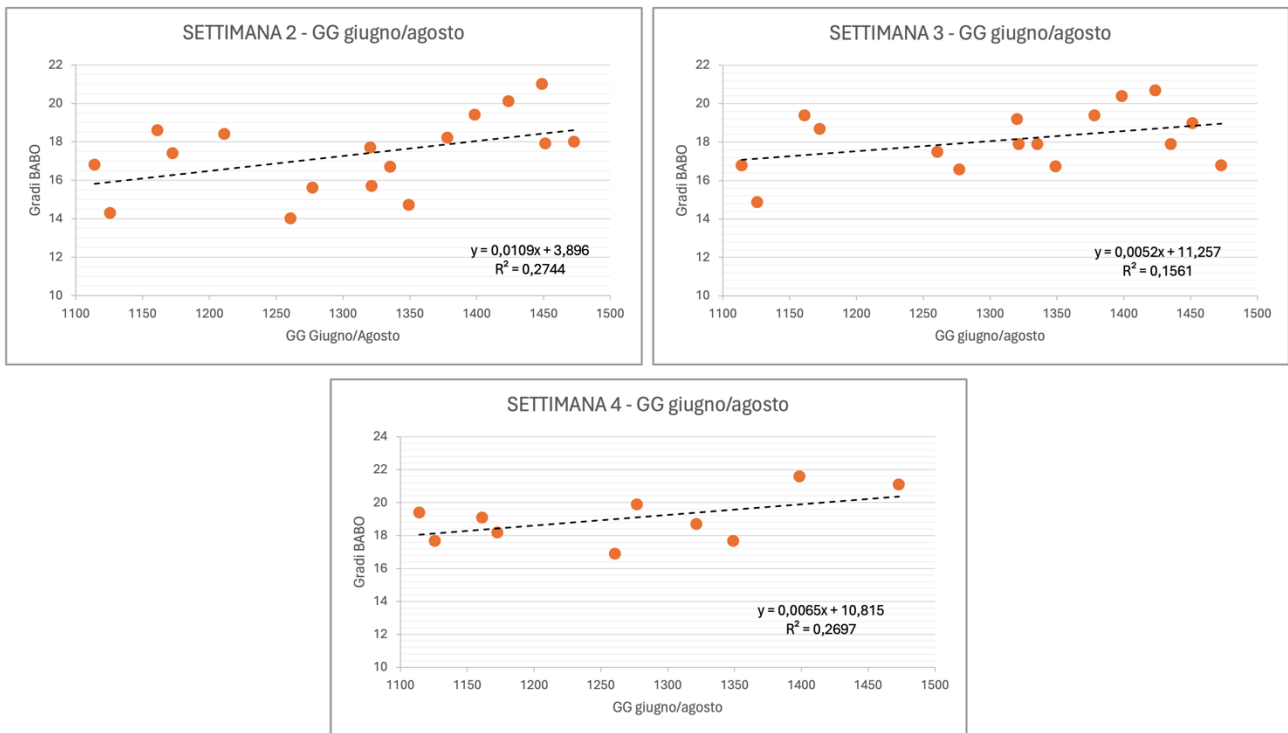 SETTIMANA 2 - GG giugno/agosto
Gradi BABO
22
20
18
16
14
12
10
1100 1150 1200 1250 1300 1350 1400 1450 1500
GG Giugno/Agosto
y = 0,0109x + 3,896
R² = 0,2744
SETTIMANA 3 - GG giugno/agosto
Gradi BABO
22
20
18
16
14
12
10
1100 1150 1200 1250 1300 1350 1400 1450 1500
GG giugno/agosto
y = 0,0052x + 11,257
R² = 0,1561
SETTIMANA 4 - GG giugno/agosto
Gradi BABO
24
22
20
18
16
14
12
10
1100 1150 1200 1250 1300 1350 1400 1450 1500
GG giugno/agosto
y = 0,0065x + 10,815
R² = 0,2697